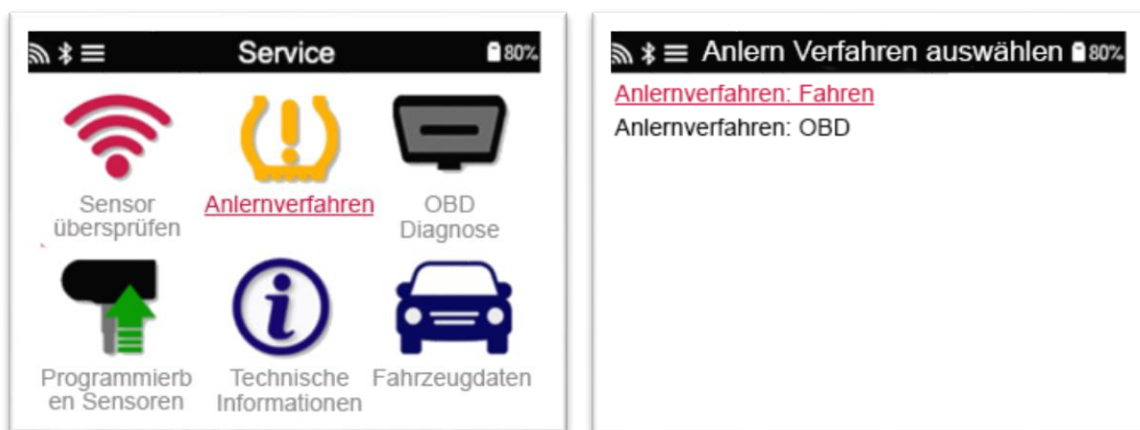 Service
80%
Sensor
übersprüfen
Anlernverfahren
OBD
Diagnose
Programmierb
en Sensoren
Technische
Informationen
Fahrzeugdaten
Anlern Verfahren auswählen
80%
Anlernverfahren: Fahren
Anlernverfahren: OBD